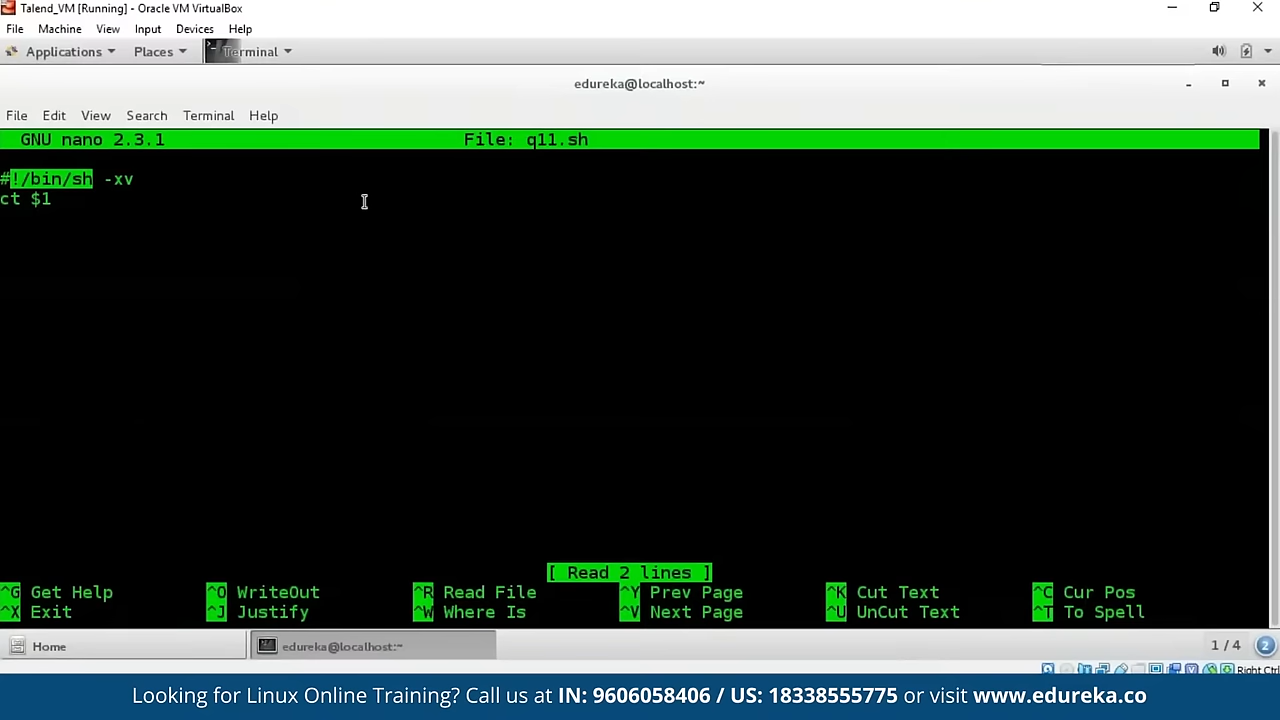 Talend_VM [Running] - Oracle VM VirtualBox
File Machine View Input Devices Help
Applications Places Terminal
edureka@localhost:~
File Edit View Search Terminal Help
GNU nano 2.3.1 File: q11.sh
#!/bin/sh -xv
ct $1
[ Read 2 lines ]
^G Get Help ^O WriteOut ^R Read File ^Y Prev Page ^K Cut Text ^C Cur Pos
^X Exit ^J Justify ^W Where Is ^V Next Page ^U UnCut Text ^T To Spell
Home edureka@localhost:~ 1 / 4 2
Right Ctrl
Looking for Linux Online Training? Call us at IN: 9606058406 / US: 18338555775 or visit www.edureka.co